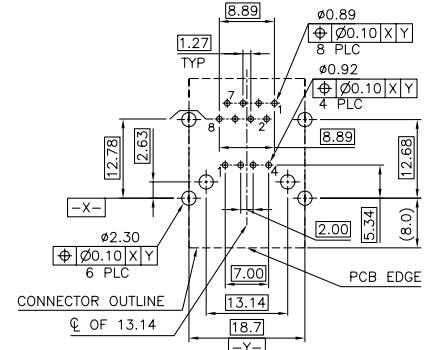 8.89
ø0.89
⌖ Ø0.10 X Y
8 PLC
1.27
TYP
ø0.92
⌖ Ø0.10 X Y
4 PLC
7
1
8
2
8.89
12.78
2.63
1
4
12.68
5.34
(8.0)
-X-
ø2.30
⌖ Ø0.10 X Y
6 PLC
2.00
7.00
PCB EDGE
CONNECTOR OUTLINE
13.14
℄ OF 13.14
18.7
-Y-